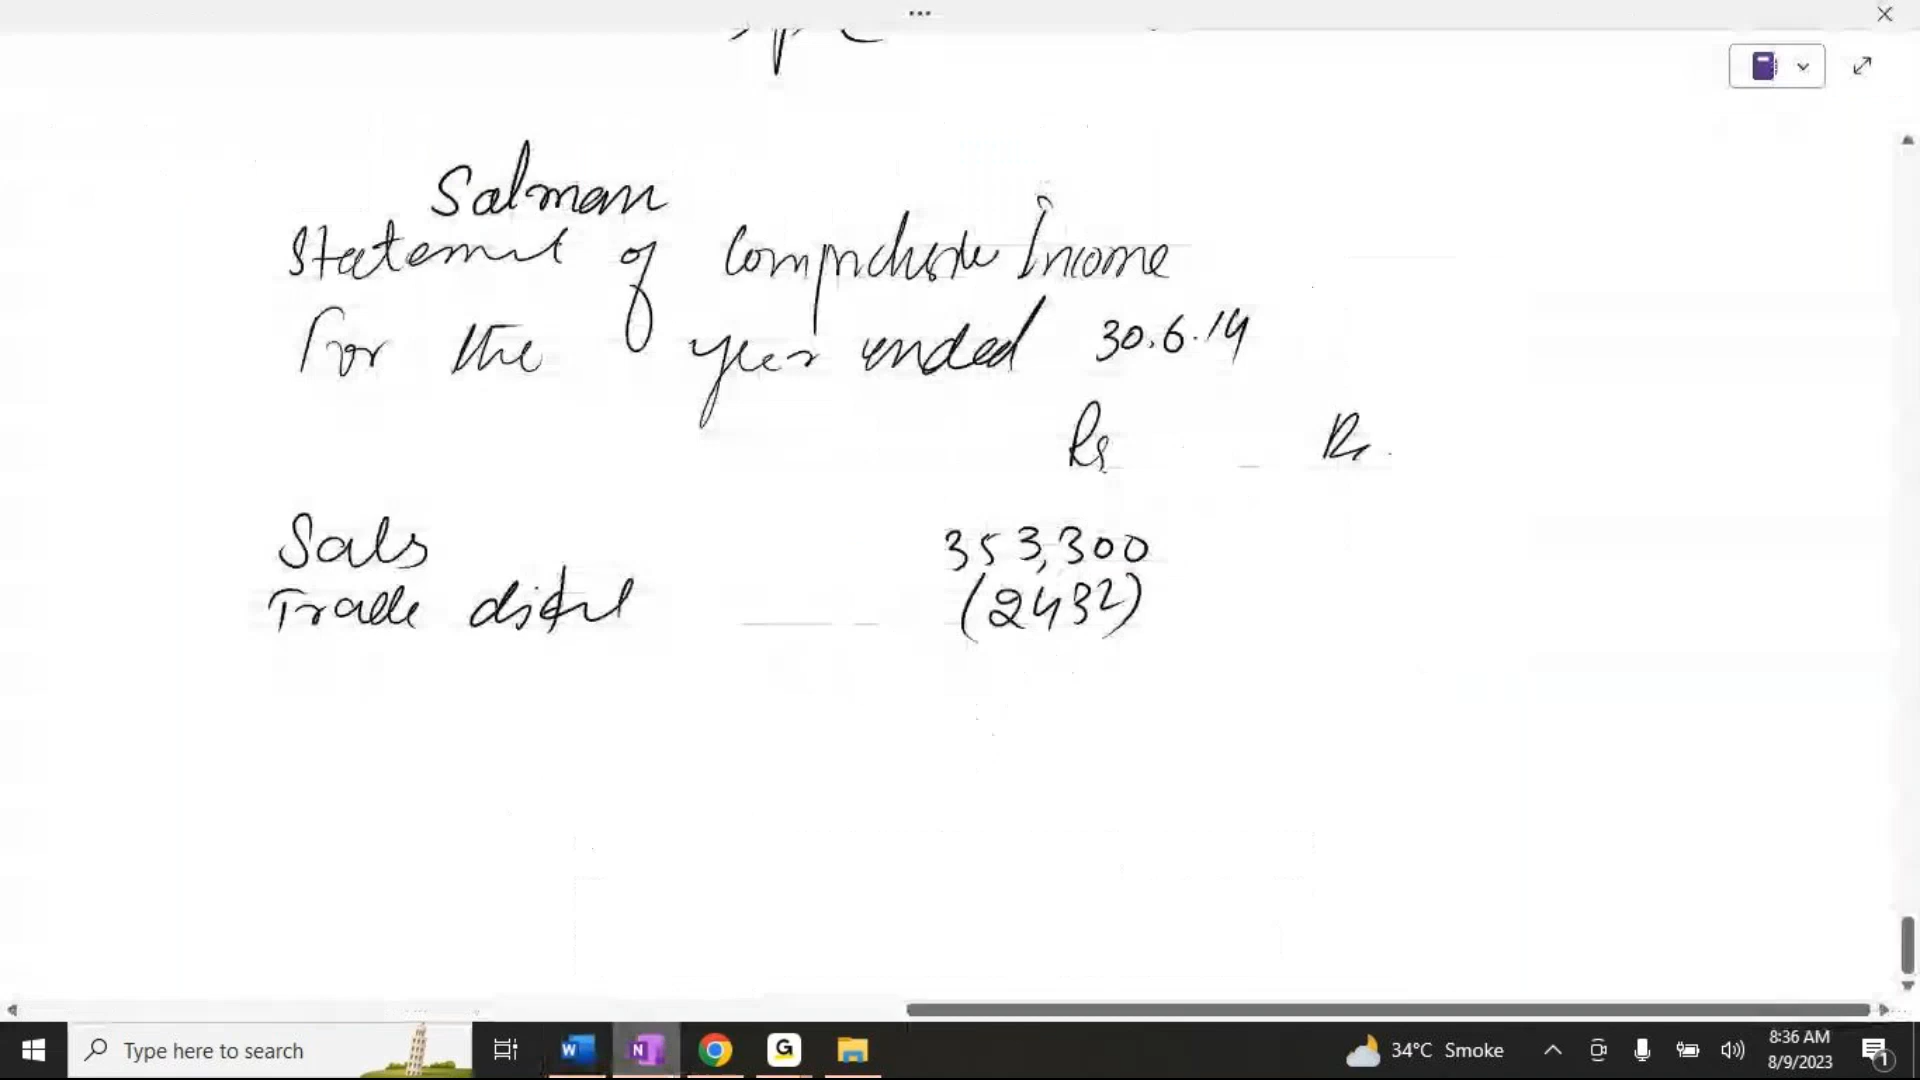 Salman
Statement of Comprehensive Income
For the year ended 30.6.14
Rs Rs.
Sales 353,300
Trade (2432)
Type here to search
34°C Smoke
8:36 AM
8/9/2023
1